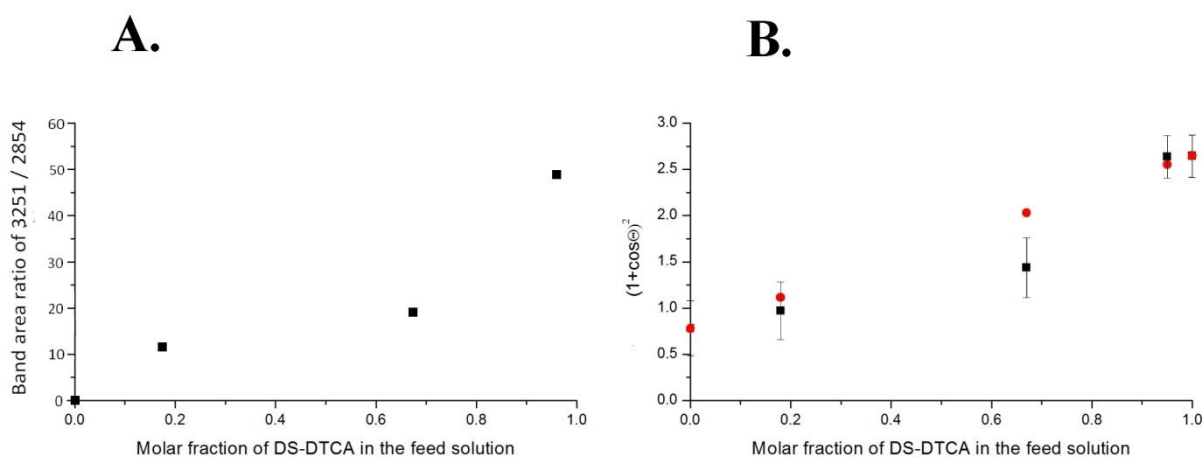 A.
B.
Band area ratio of 3251 / 2854
60
50
40
30
20
10
0
0.0 0.2 0.4 0.6 0.8 1.0
Molar fraction of DS-DTCA in the feed solution
(1+cosΘ)²
3.0
2.5
2.0
1.5
1.0
0.5
0.0
0.0 0.2 0.4 0.6 0.8 1.0
Molar fraction of DS-DTCA in the feed solution